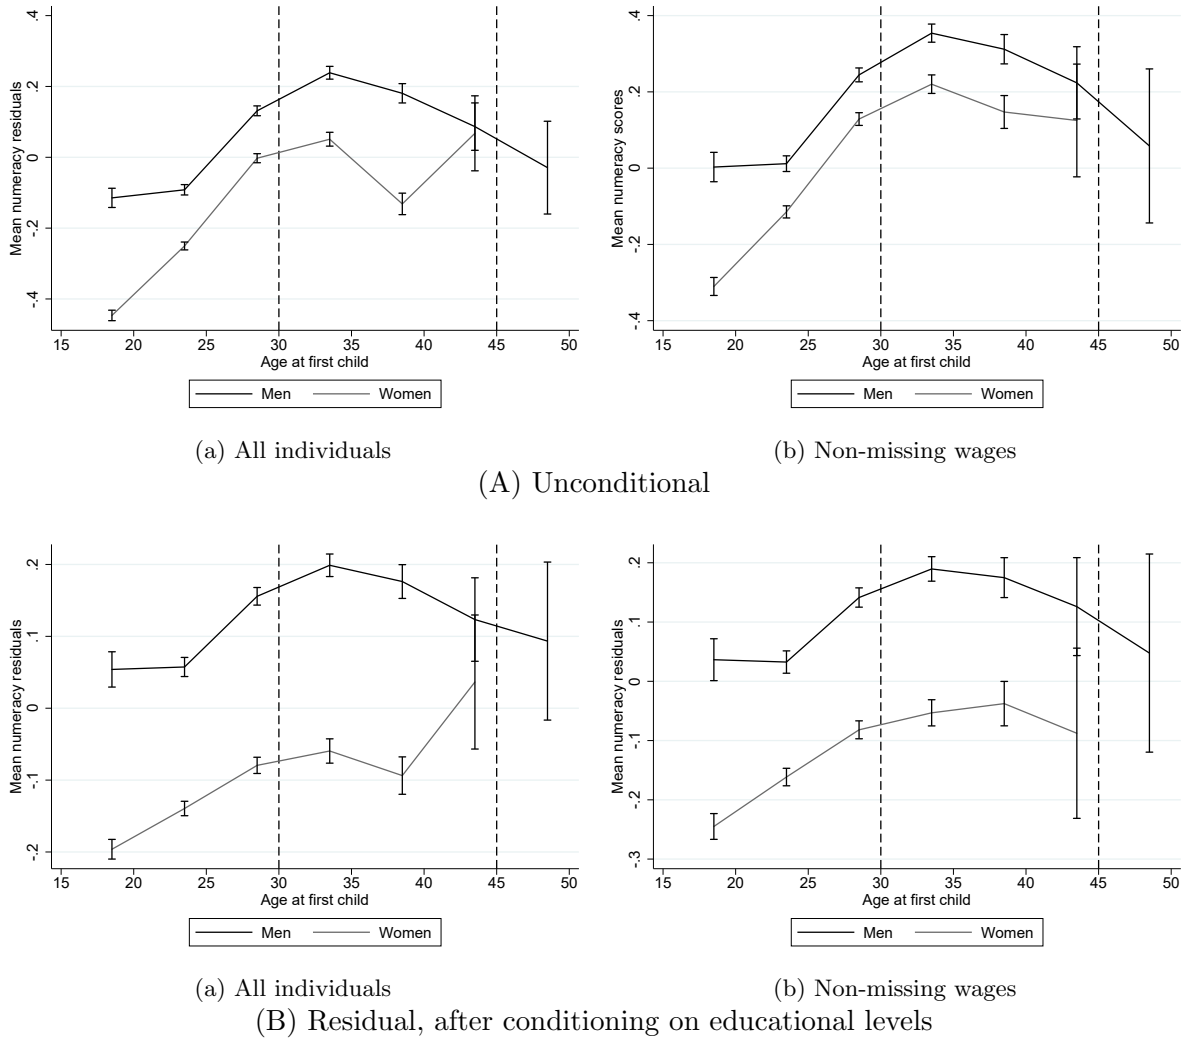 Mean numeracy residuals
.4
.2
0
-.2
-.4
15 20 25 30 35 40 45 50
Age at first child
Men Women
(a) All individuals
Mean numeracy scores
.4
.2
0
-.2
-.4
15 20 25 30 35 40 45 50
Age at first child
Men Women
(b) Non-missing wages
(A) Unconditional
Mean numeracy residuals
.2
.1
0
-.1
-.2
15 20 25 30 35 40 45 50
Age at first child
Men Women
(a) All individuals
Mean numeracy residuals
.2
.1
0
-.1
-.2
-.3
15 20 25 30 35 40 45 50
Age at first child
Men Women
(b) Non-missing wages
(B) Residual, after conditioning on educational levels